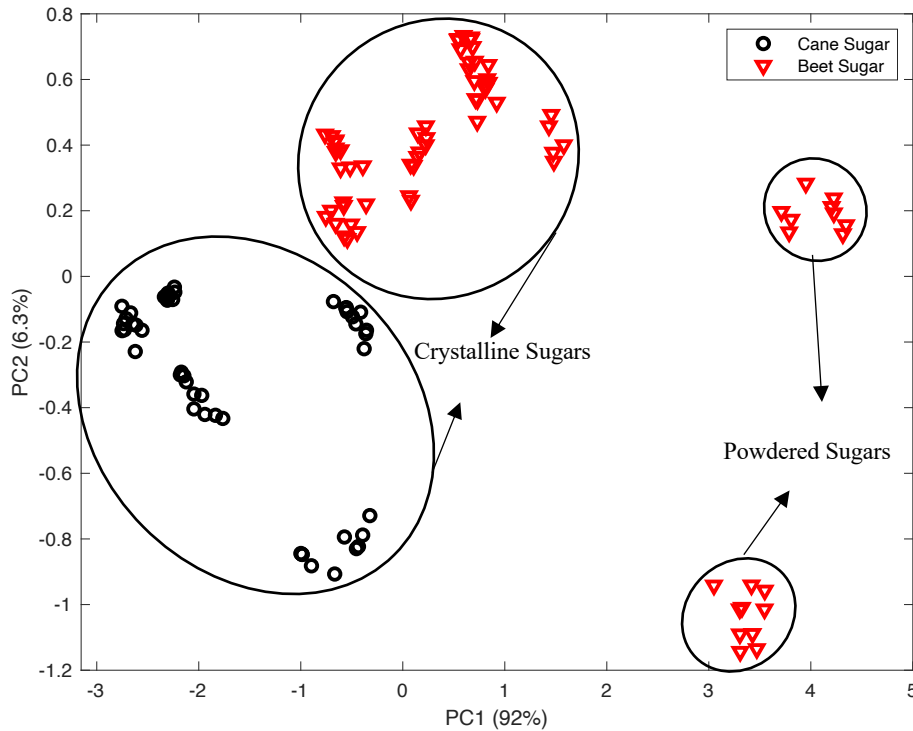 0.8
0.6
0.4
0.2
0
-0.2
-0.4
-0.6
-0.8
-1
-1.2
PC2 (6.3%)
Cane Sugar
Beet Sugar
Crystalline Sugars
Powdered Sugars
-3 -2 -1 0 1 2 3 4 5
PC1 (92%)